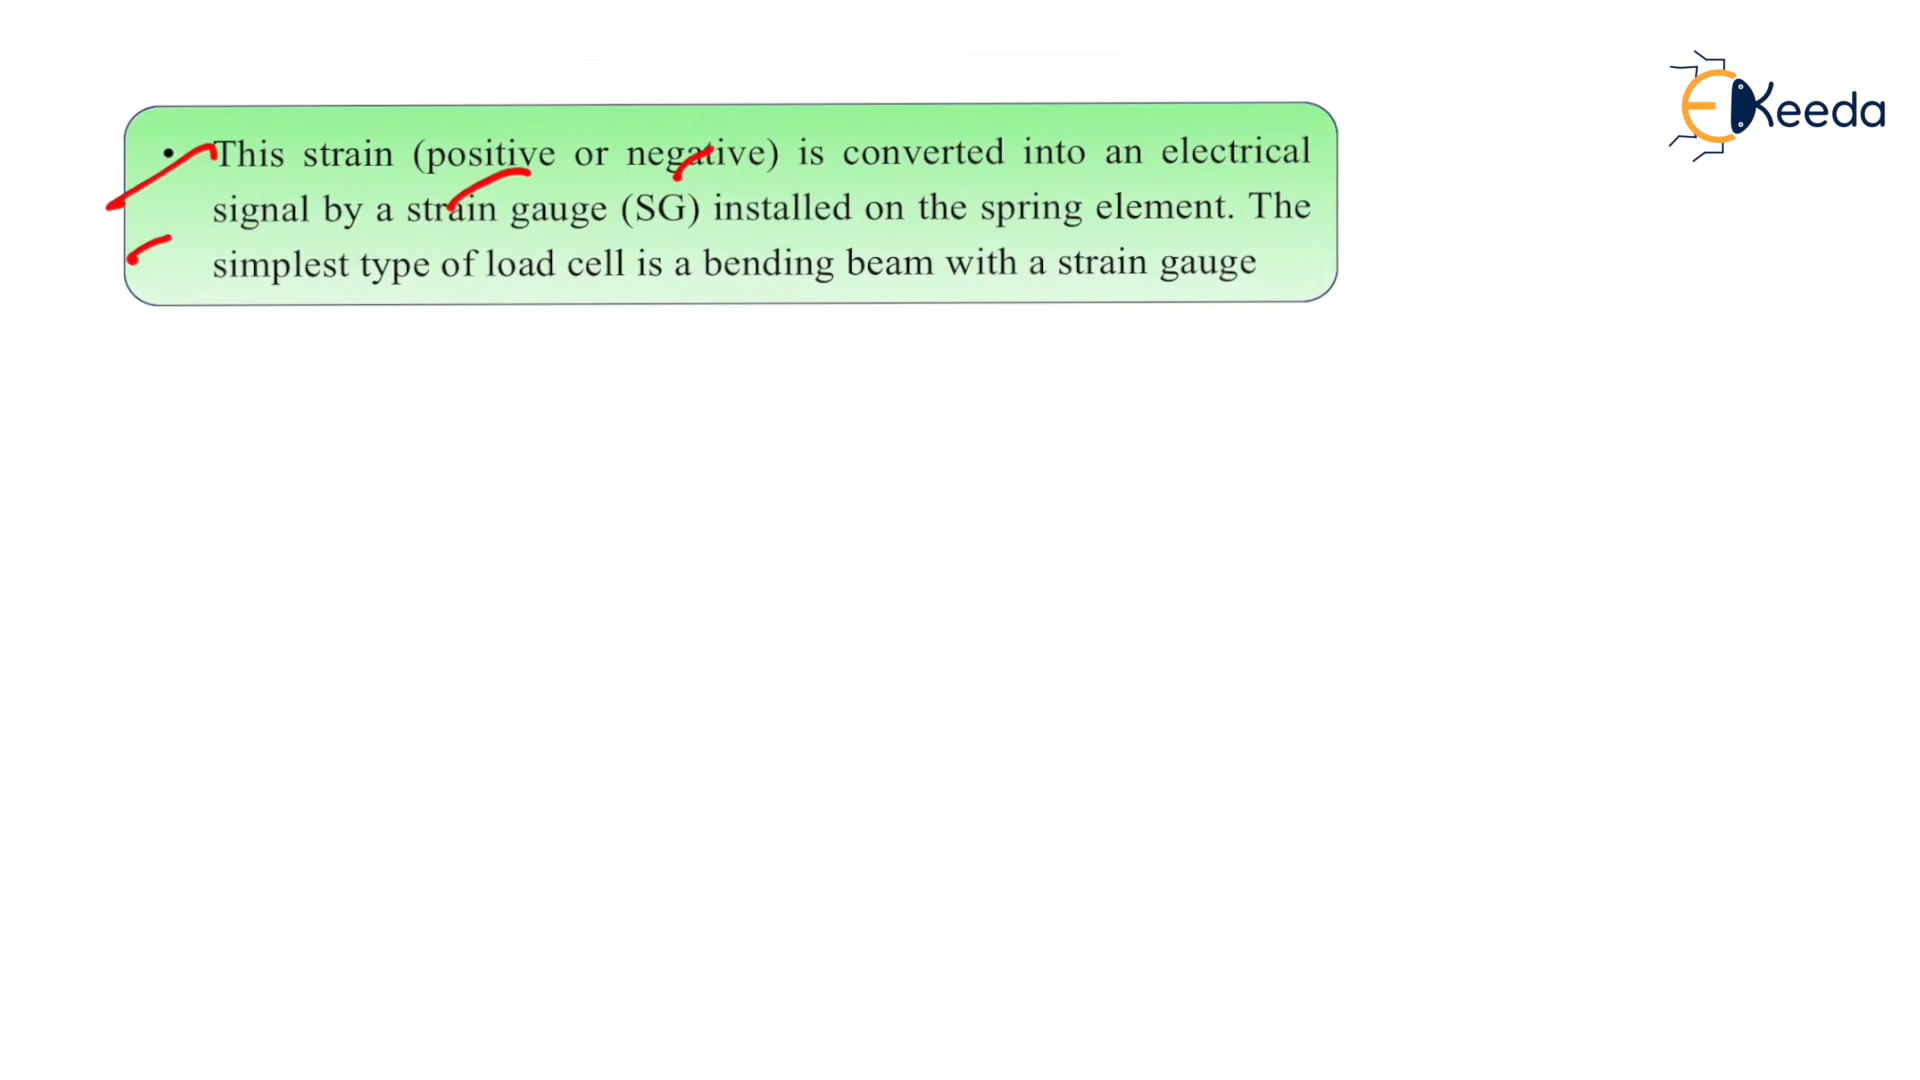 EKeeda
• This strain (positive or negative) is converted into an electrical
signal by a strain gauge (SG) installed on the spring element. The
simplest type of load cell is a bending beam with a strain gauge